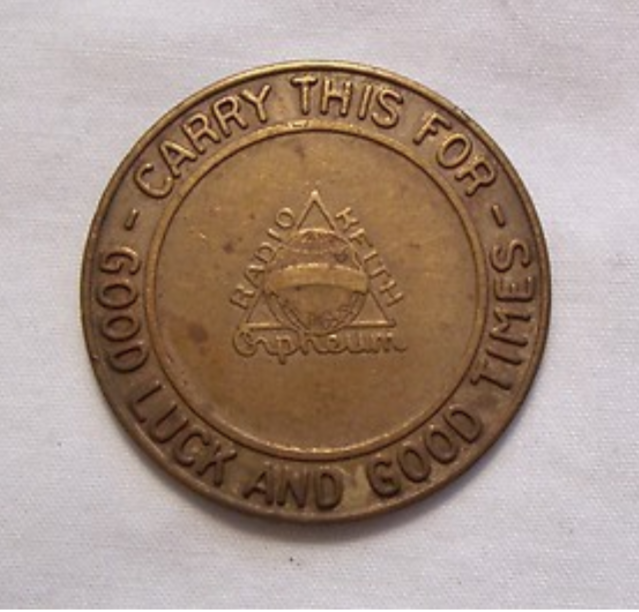 - CARRY THIS FOR -
GOOD LUCK AND GOOD TIMES
RADIO KEITH
Orpheum